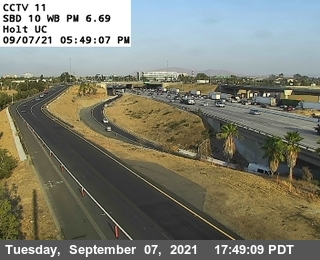 CCTV 11
SBD 10 WB PM 6.69
Holt UC
09/07/21 05:49:07 PM
Tuesday, September 07, 2021 17:49:09 PDT